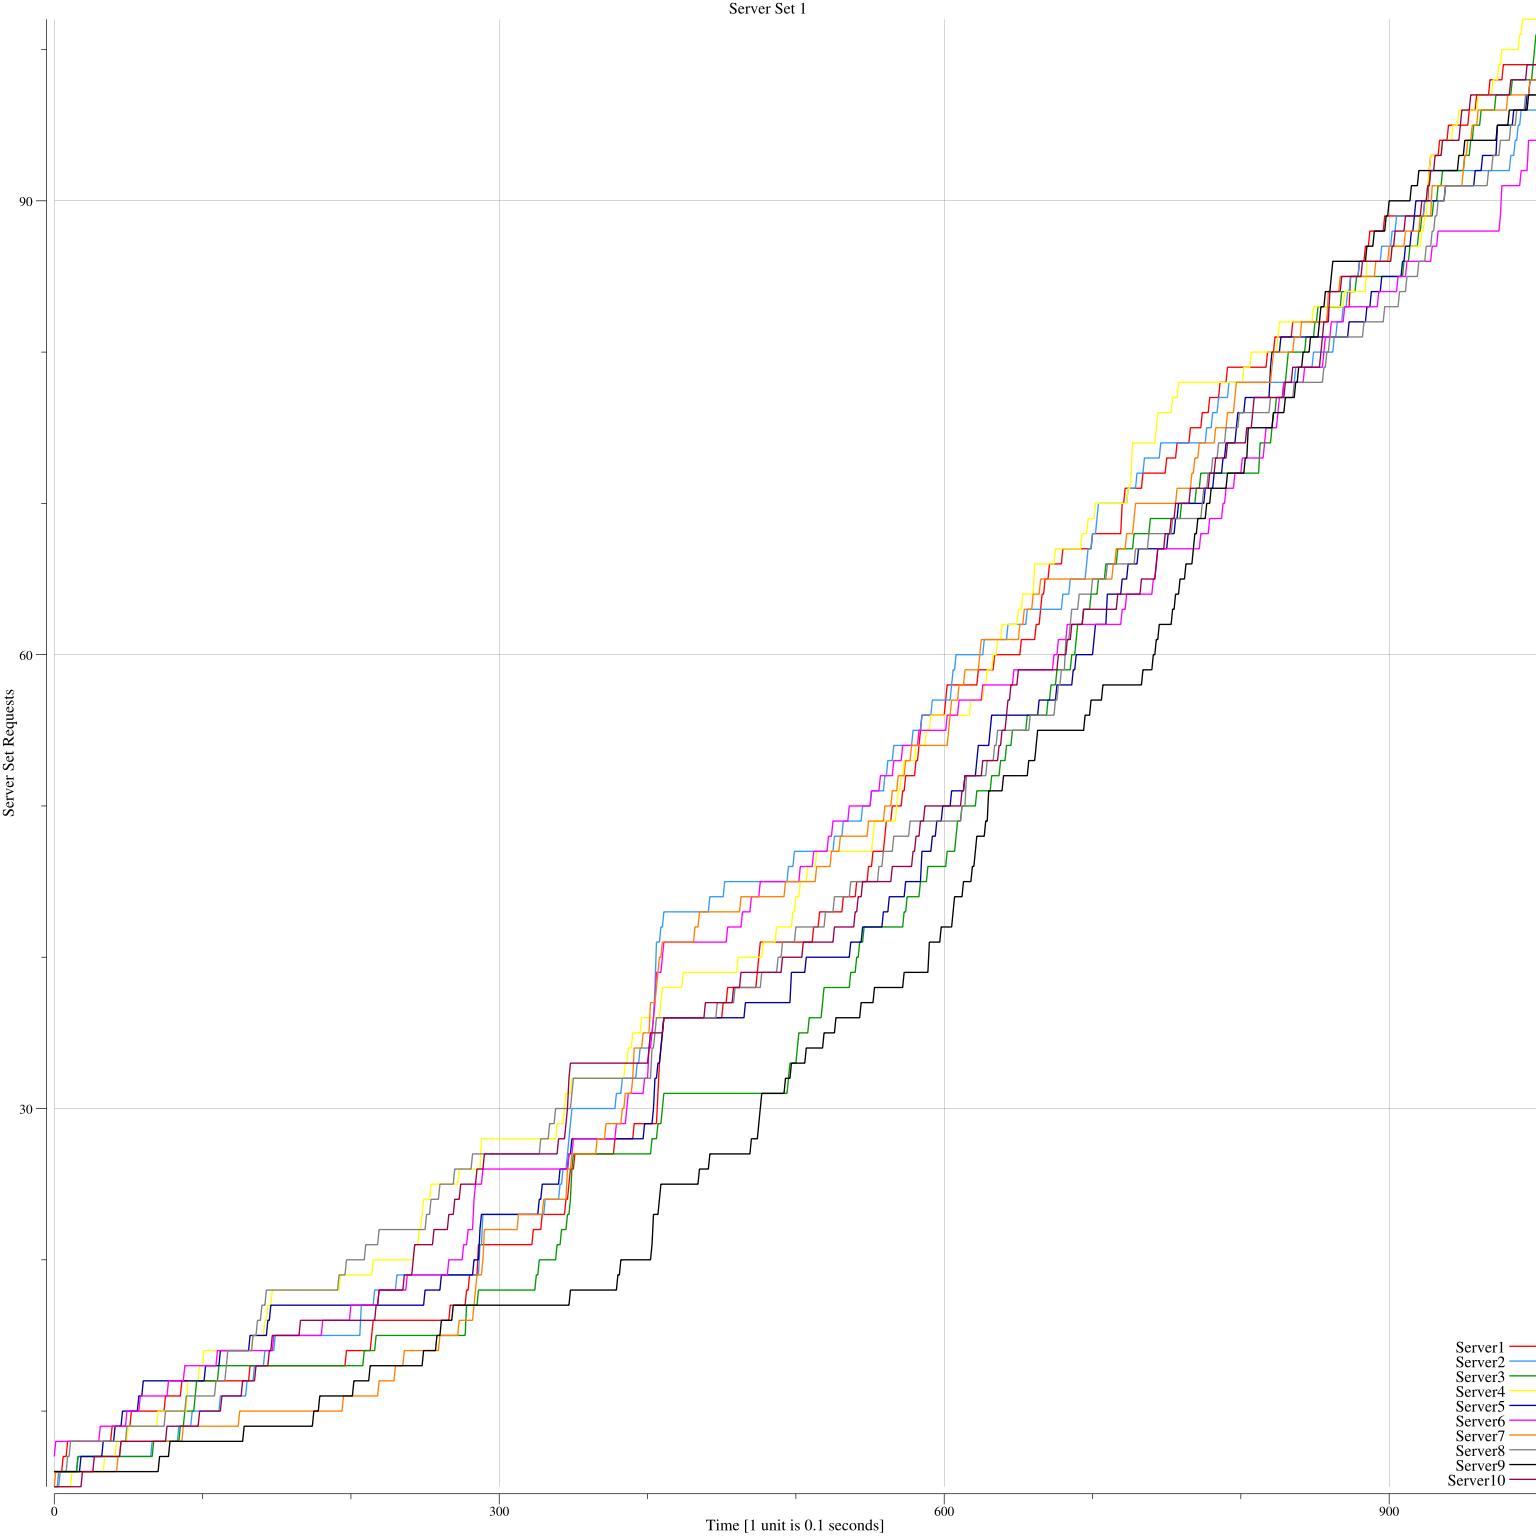 Server Set 1
90
60
30
Server Set Requests
Server1
Server2
Server3
Server4
Server5
Server6
Server7
Server8
Server9
Server10
0 300 600 900
Time [1 unit is 0.1 seconds]